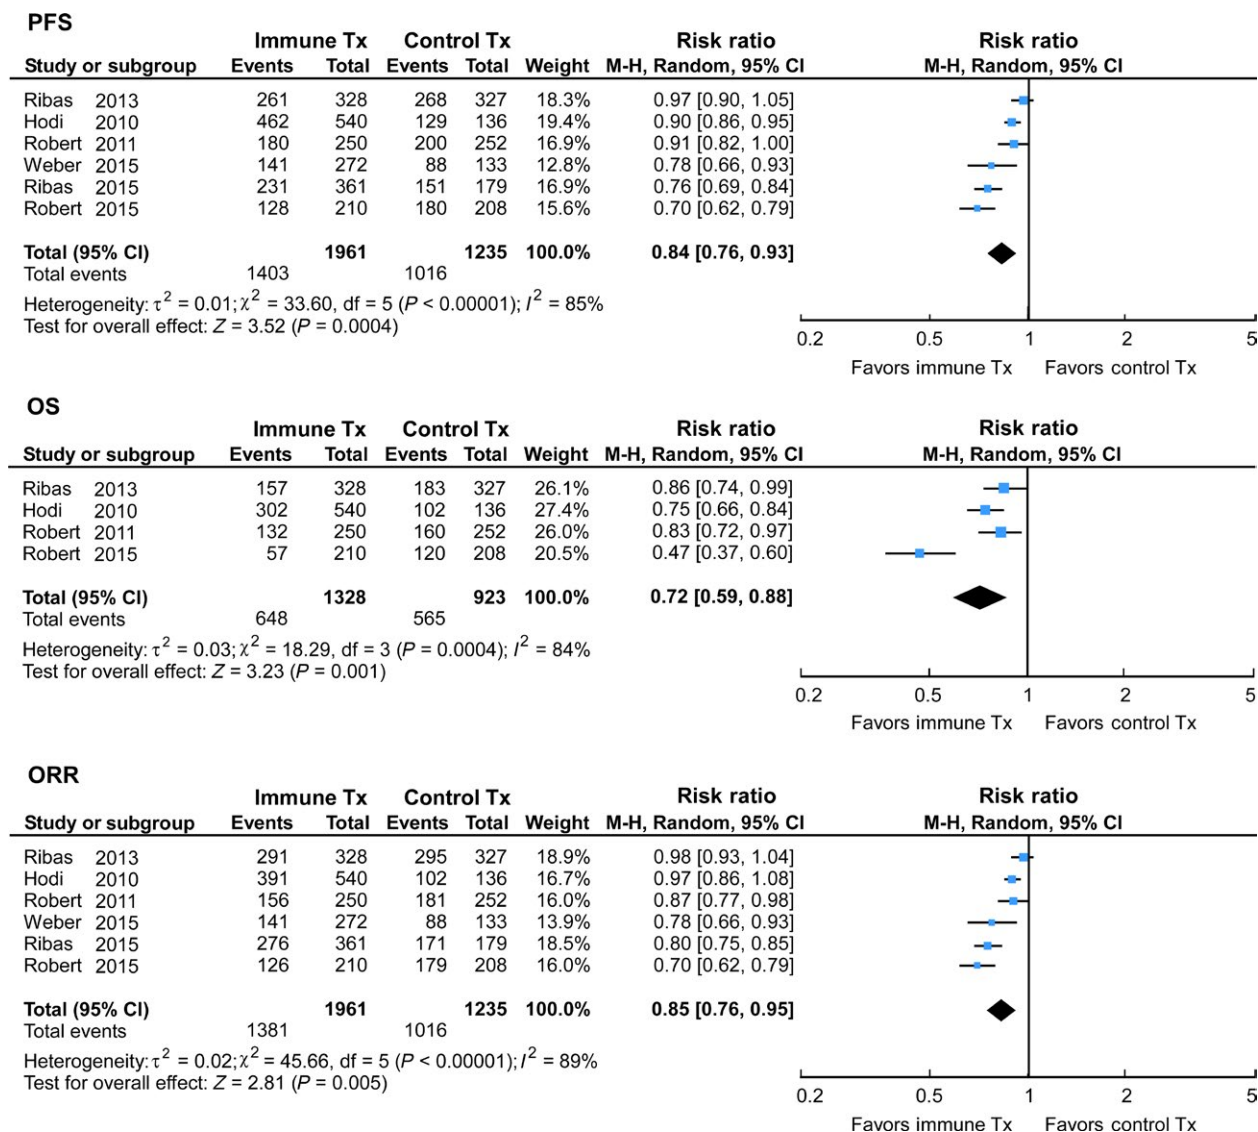 PFS
Immune Tx Control Tx Risk ratio Risk ratio
Study or subgroup Events Total Events Total Weight M-H, Random, 95% CI M-H, Random, 95% CI
Ribas 2013 261 328 268 327 18.3% 0.97 [0.90, 1.05]
Hodi 2010 462 540 129 136 19.4% 0.90 [0.86, 0.95]
Robert 2011 180 250 200 252 16.9% 0.91 [0.82, 1.00]
Weber 2015 141 272 88 133 12.8% 0.78 [0.66, 0.93]
Ribas 2015 231 361 151 179 16.9% 0.76 [0.69, 0.84]
Robert 2015 128 210 180 208 15.6% 0.70 [0.62, 0.79]
Total (95% CI) 1961 1235 100.0% 0.84 [0.76, 0.93]
Total events 1403 1016
Heterogeneity: τ² = 0.01; χ² = 33.60, df = 5 (P < 0.00001); I² = 85%
Test for overall effect: Z = 3.52 (P = 0.0004)
0.2 0.5 1 2 5
Favors immune Tx Favors control Tx
OS
Immune Tx Control Tx Risk ratio Risk ratio
Study or subgroup Events Total Events Total Weight M-H, Random, 95% CI M-H, Random, 95% CI
Ribas 2013 157 328 183 327 26.1% 0.86 [0.74, 0.99]
Hodi 2010 302 540 102 136 27.4% 0.75 [0.66, 0.84]
Robert 2011 132 250 160 252 26.0% 0.83 [0.72, 0.97]
Robert 2015 57 210 120 208 20.5% 0.47 [0.37, 0.60]
Total (95% CI) 1328 923 100.0% 0.72 [0.59, 0.88]
Total events 648 565
Heterogeneity: τ² = 0.03; χ² = 18.29, df = 3 (P = 0.0004); I² = 84%
Test for overall effect: Z = 3.23 (P = 0.001)
0.2 0.5 1 2 5
Favors immune Tx Favors control Tx
ORR
Immune Tx Control Tx Risk ratio Risk ratio
Study or subgroup Events Total Events Total Weight M-H, Random, 95% CI M-H, Random, 95% CI
Ribas 2013 291 328 295 327 18.9% 0.98 [0.93, 1.04]
Hodi 2010 391 540 102 136 16.7% 0.97 [0.86, 1.08]
Robert 2011 156 250 181 252 16.0% 0.87 [0.77, 0.98]
Weber 2015 141 272 88 133 13.9% 0.78 [0.66, 0.93]
Ribas 2015 276 361 171 179 18.5% 0.80 [0.75, 0.85]
Robert 2015 126 210 179 208 16.0% 0.70 [0.62, 0.79]
Total (95% CI) 1961 1235 100.0% 0.85 [0.76, 0.95]
Total events 1381 1016
Heterogeneity: τ² = 0.02; χ² = 45.66, df = 5 (P < 0.00001); I² = 89%
Test for overall effect: Z = 2.81 (P = 0.005)
0.2 0.5 1 2 5
Favors immune Tx Favors control Tx